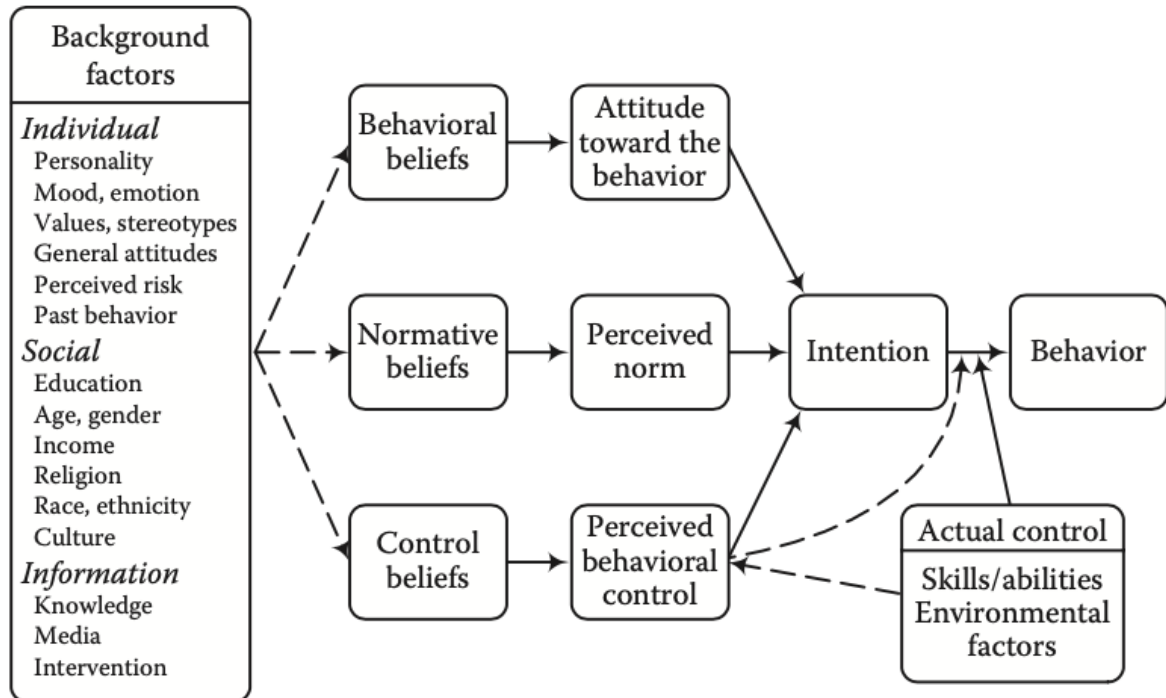 Background
factors
Individual
Personality
Mood, emotion
Values, stereotypes
General attitudes
Perceived risk
Past behavior
Social
Education
Age, gender
Income
Religion
Race, ethnicity
Culture
Information
Knowledge
Media
Intervention
Behavioral
beliefs
Attitude
toward the
behavior
Normative
beliefs
Perceived
norm
Intention
Behavior
Control
beliefs
Perceived
behavioral
control
Actual control
Skills/abilities
Environmental
factors